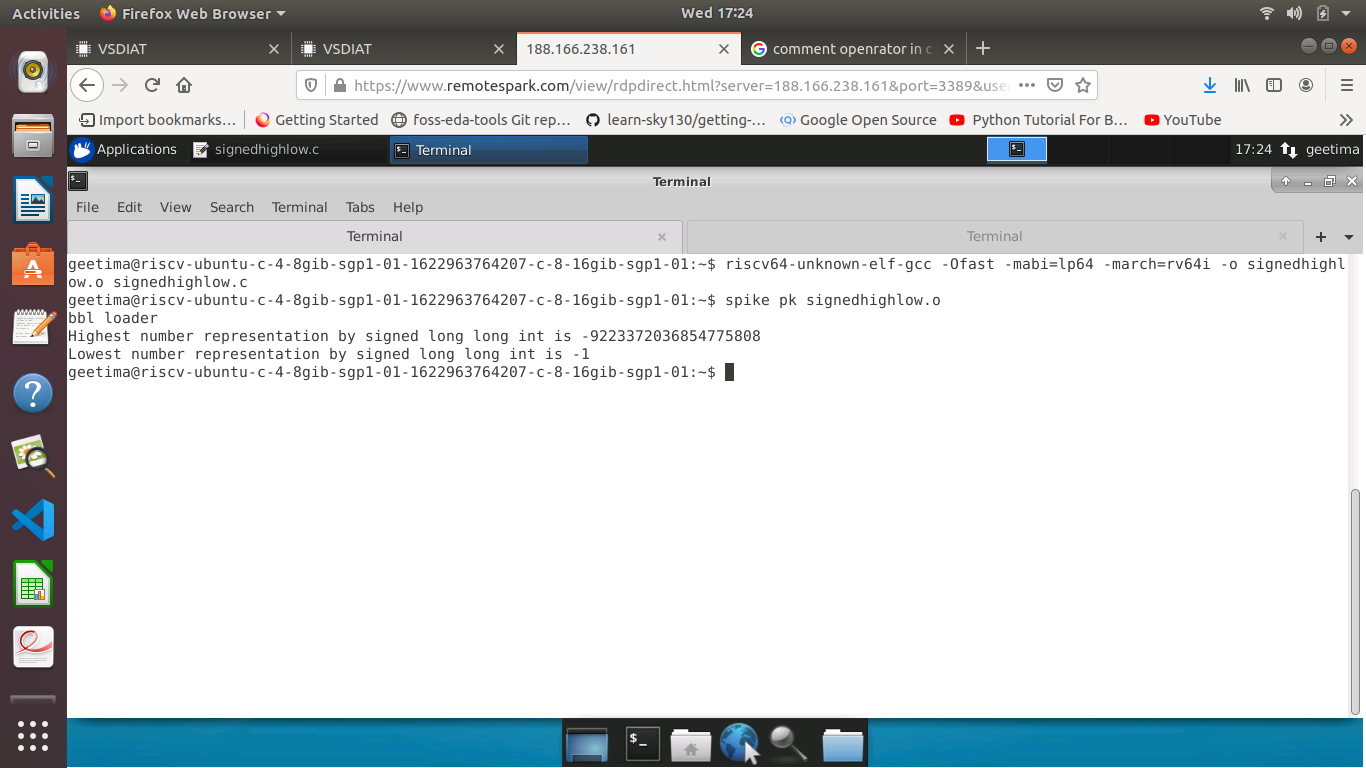 Activities
Firefox Web Browser
Wed 17:24
VSDIAT
VSDIAT
188.166.238.161
comment openrator in c
https://www.remotespark.com/view/rdpdirect.html?server=188.166.238.161&port=3389&use
Import bookmarks...
Getting Started
foss-eda-tools Git rep...
learn-sky130/getting-...
Google Open Source
Python Tutorial For B...
YouTube
Applications
signedhighlow.c
Terminal
17:24
geetima
Terminal
File Edit View Search Terminal Tabs Help
Terminal
Terminal
geetima@riscv-ubuntu-c-4-8gib-sgp1-01-1622963764207-c-8-16gib-sgp1-01:~$ riscv64-unknown-elf-gcc -Ofast -mabi=lp64 -march=rv64i -o signedhighl
ow.o signedhighlow.c
geetima@riscv-ubuntu-c-4-8gib-sgp1-01-1622963764207-c-8-16gib-sgp1-01:~$ spike pk signedhighlow.o
bbl loader
Highest number representation by signed long long int is -9223372036854775808
Lowest number representation by signed long long int is -1
geetima@riscv-ubuntu-c-4-8gib-sgp1-01-1622963764207-c-8-16gib-sgp1-01:~$